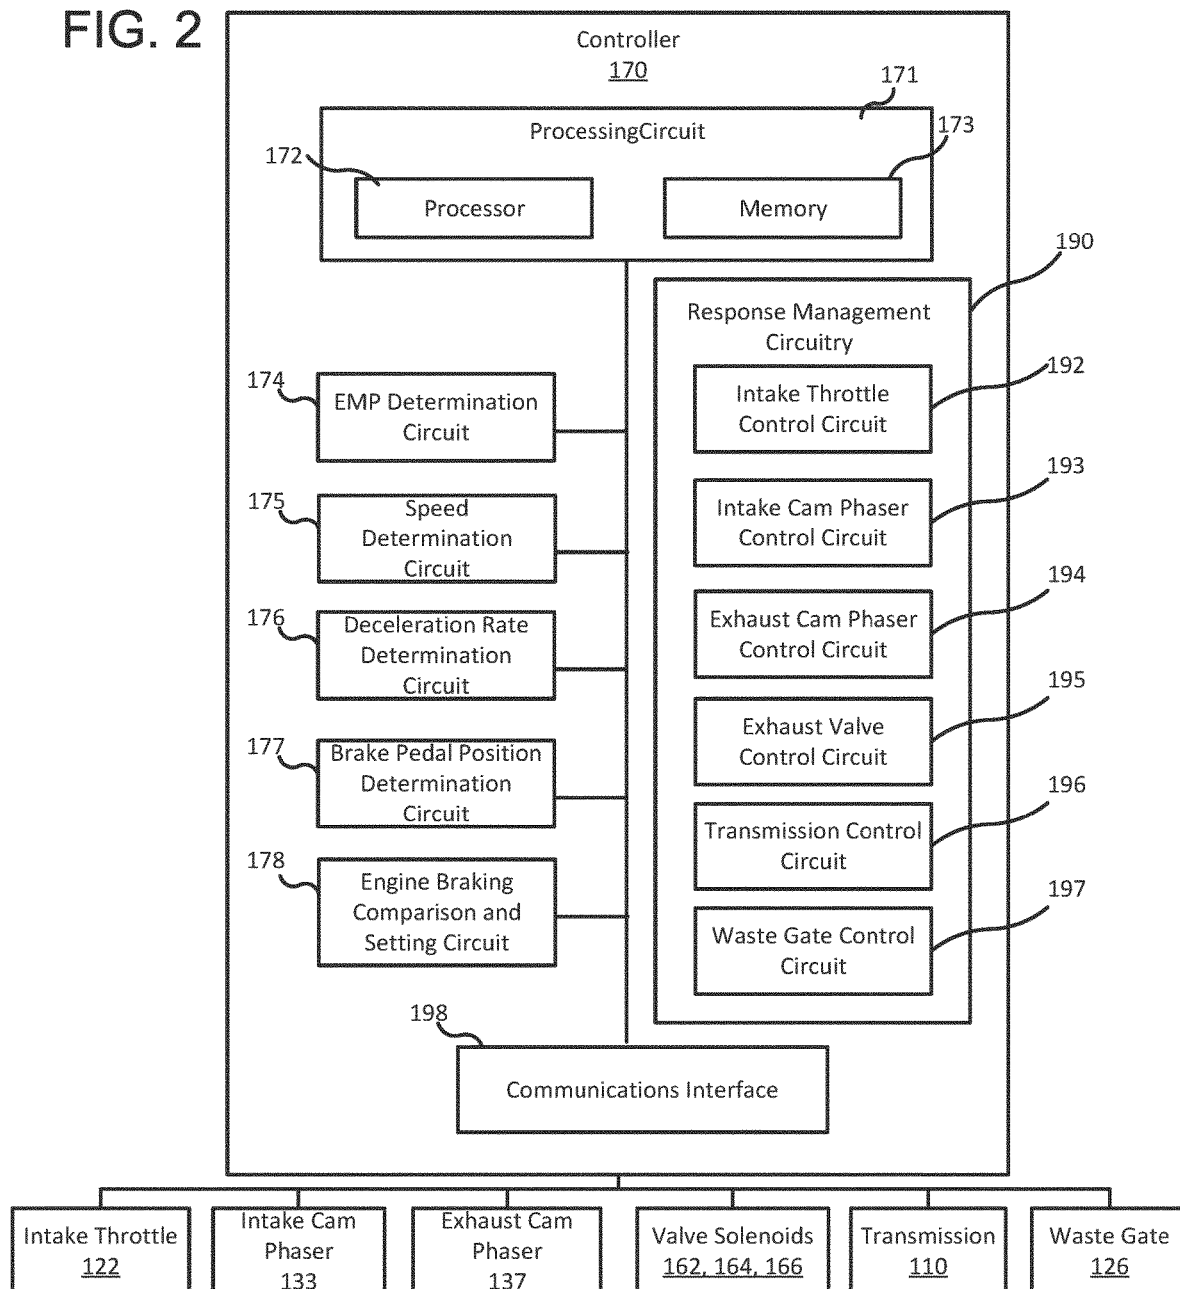 FIG. 2
Controller
170
171
ProcessingCircuit
173
172
Processor
Memory
190
Response Management
Circuitry
192
174
EMP Determination
Circuit
Intake Throttle
Control Circuit
193
175
Speed
Determination
Circuit
Intake Cam Phaser
Control Circuit
194
176
Deceleration Rate
Determination
Circuit
Exhaust Cam Phaser
Control Circuit
195
177
Brake Pedal Position
Determination
Circuit
Exhaust Valve
Control Circuit
196
178
Engine Braking
Comparison and
Setting Circuit
Transmission Control
Circuit
197
Waste Gate Control
Circuit
198
Communications Interface
Intake Throttle
122
Intake Cam
Phaser
133
Exhaust Cam
Phaser
137
Valve Solenoids
162, 164, 166
Transmission
110
Waste Gate
126